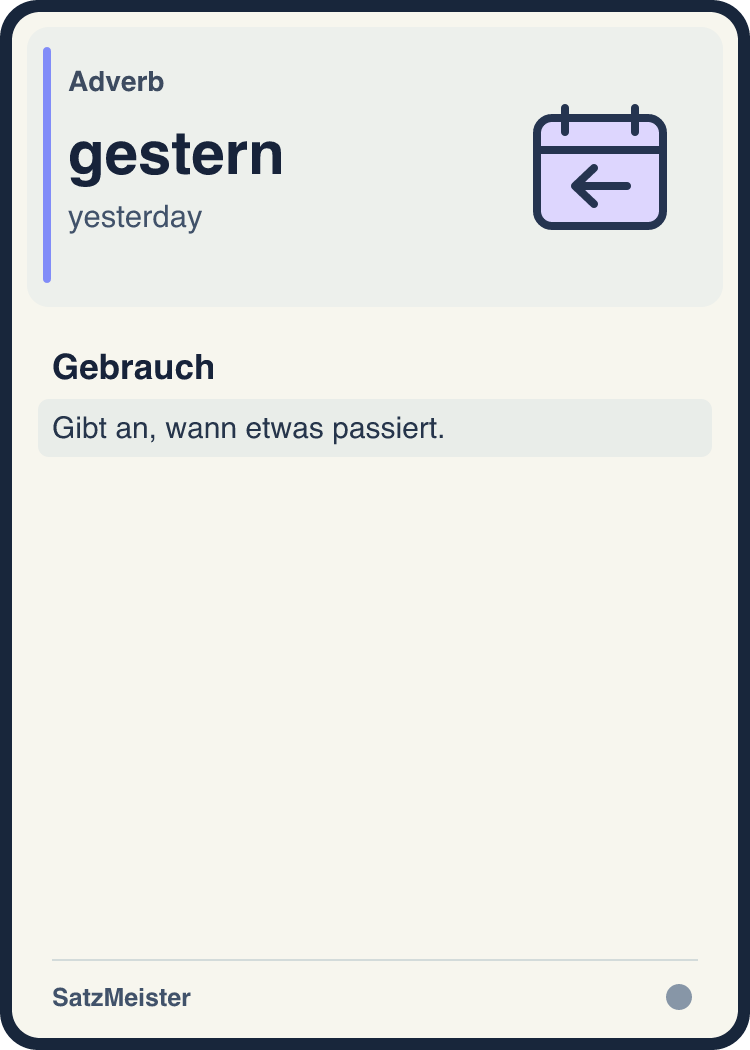 Adverb
gestern
yesterday
Gebrauch
Gibt an, wann etwas passiert.
SatzMeister